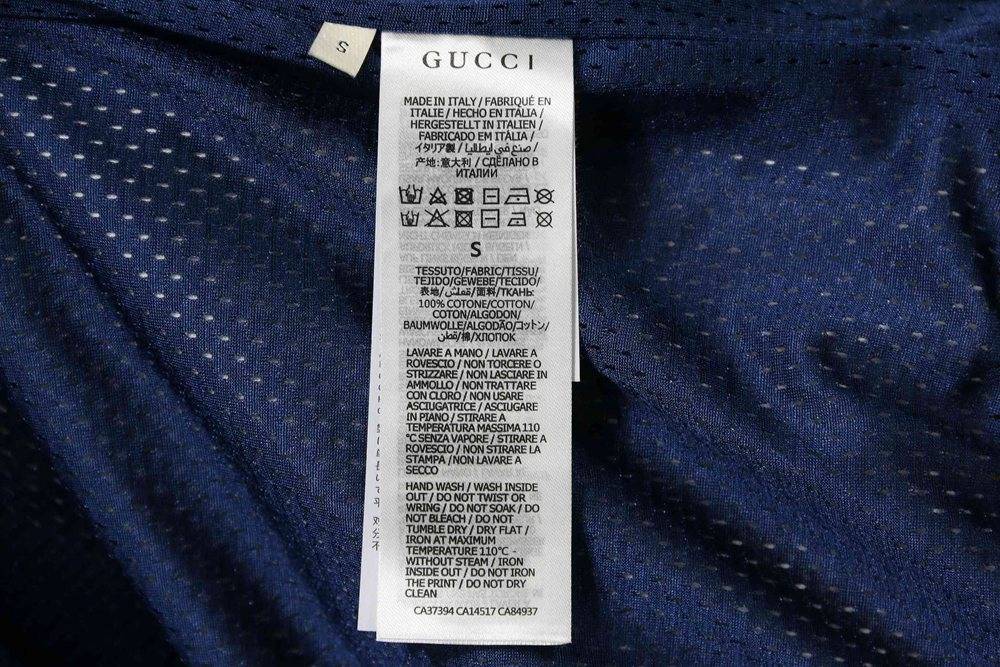 S
GUCCI
MADE IN ITALY / FABRIQUÉ EN
ITALIE / HECHO EN ITALIA /
HERGESTELLT IN ITALIEN /
FABRICADO EM ITALIA /
イタリア製 / صنع في ايطاليا /
产地:意大利 / СДЕЛАНО В
ИТАЛИИ
S
TESSUTO/FABRIC/TISSU/
TEJIDO/GEWEBE/TECIDO/
表地/قماش/面料/ТКАНЬ:
100% COTONE/COTTON/
COTON/ALGODON/
BAUMWOLLE/ALGODÃO/コットン/
قطن/棉/ХЛОПОК
LAVARE A MANO / LAVARE A
ROVESCIO / NON TORCERE O
STRIZZARE / NON LASCIARE IN
AMMOLLO / NON TRATTARE
CON CLORO / NON USARE
ASCIUGATRICE / ASCIUGARE
IN PIANO / STIRARE A
TEMPERATURA MASSIMA 110
°C SENZA VAPORE / STIRARE A
ROVESCIO / NON STIRARE LA
STAMPA /NON LAVARE A
SECCO
HAND WASH / WASH INSIDE
OUT / DO NOT TWIST OR
WRING / DO NOT SOAK / DO
NOT BLEACH / DO NOT
TUMBLE DRY / DRY FLAT /
IRON AT MAXIMUM
TEMPERATURE 110°C -
WITHOUT STEAM / IRON
INSIDE OUT / DO NOT IRON
THE PRINT / DO NOT DRY
CLEAN
CA37394 CA14517 CA84937